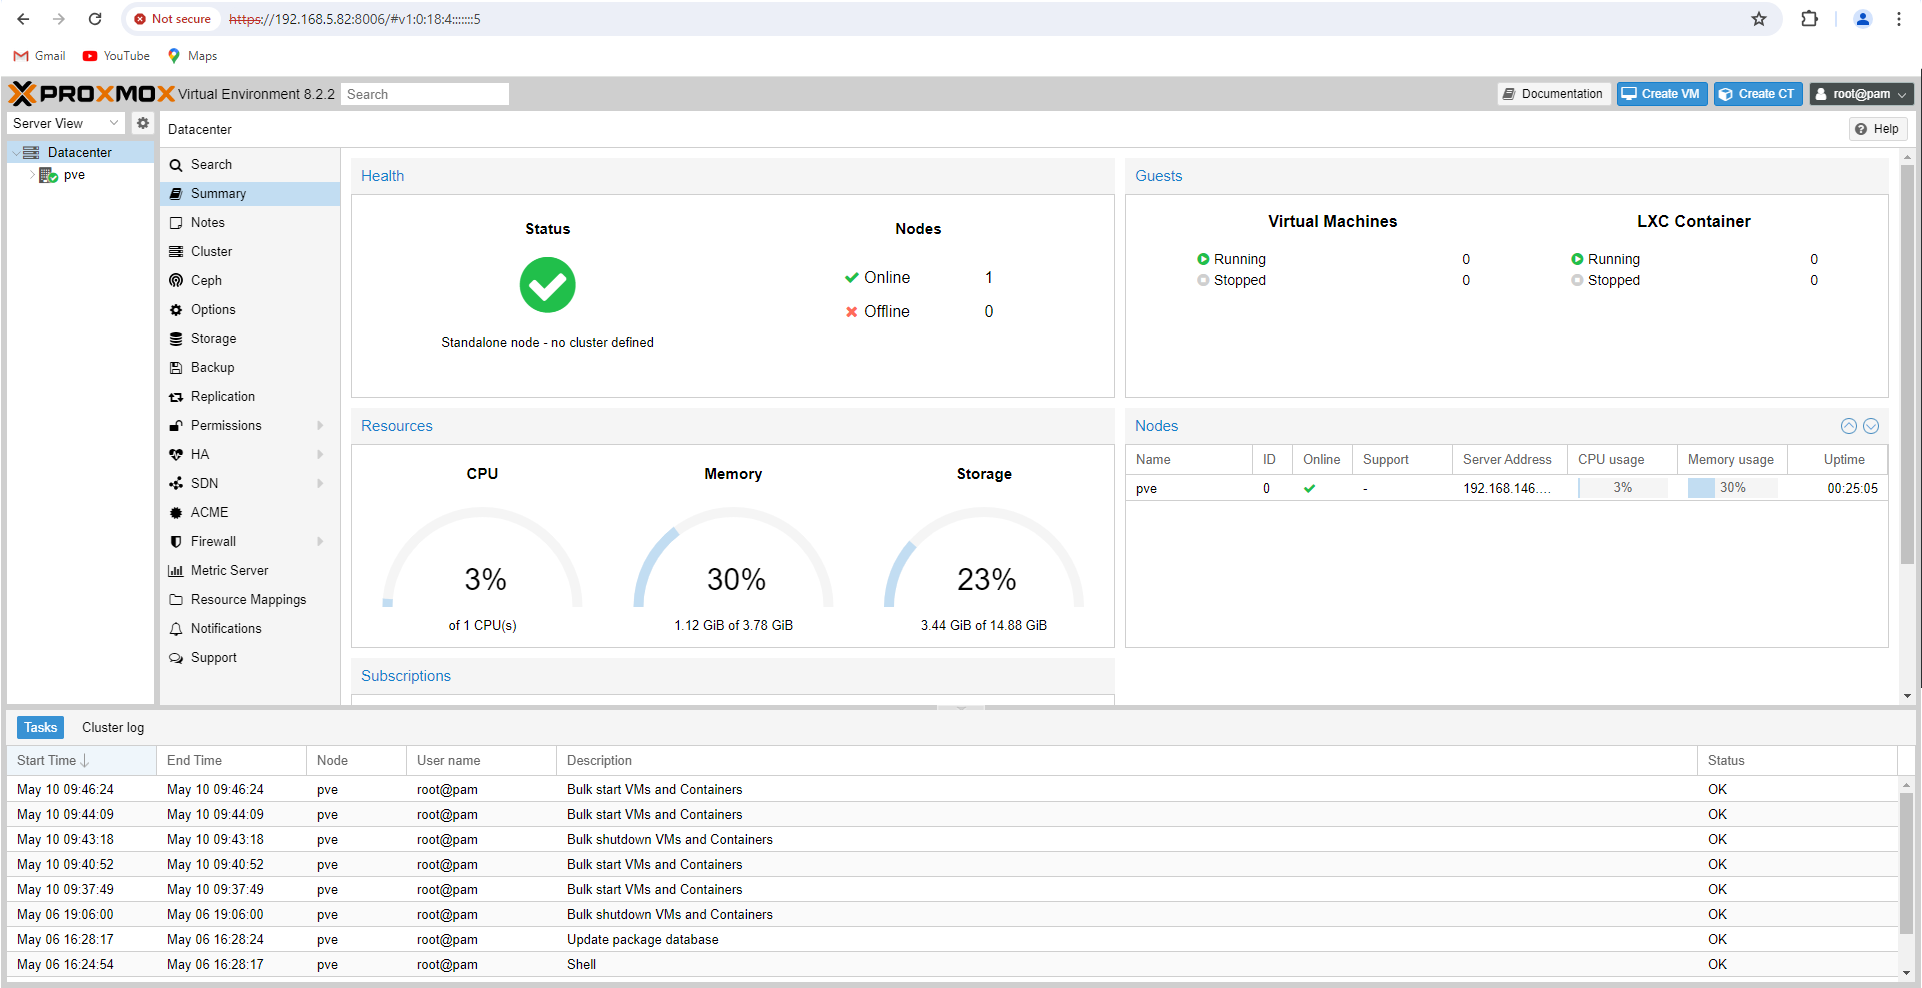 Not secure https://192.168.5.82:8006/#v1:0:18:4:::::::5
Gmail YouTube Maps
PROXMOX Virtual Environment 8.2.2 Search Documentation Create VM Create CT root@pam
Server View Datacenter Help
Datacenter
pve
Search
Summary
Notes
Cluster
Ceph
Options
Storage
Backup
Replication
Permissions
HA
SDN
ACME
Firewall
Metric Server
Resource Mappings
Notifications
Support
Health
Status Nodes
Online 1
Offline 0
Standalone node - no cluster defined
Guests
Virtual Machines LXC Container
Running 0 Running 0
Stopped 0 Stopped 0
Resources
CPU Memory Storage
3% 30% 23%
of 1 CPU(s) 1.12 GiB of 3.78 GiB 3.44 GiB of 14.88 GiB
Nodes
Name ID Online Support Server Address CPU usage Memory usage Uptime
pve 0 - 192.168.146.... 3% 30% 00:25:05
Subscriptions
Tasks Cluster log
Start Time End Time Node User name Description Status
May 10 09:46:24 May 10 09:46:24 pve root@pam Bulk start VMs and Containers OK
May 10 09:44:09 May 10 09:44:09 pve root@pam Bulk start VMs and Containers OK
May 10 09:43:18 May 10 09:43:18 pve root@pam Bulk shutdown VMs and Containers OK
May 10 09:40:52 May 10 09:40:52 pve root@pam Bulk start VMs and Containers OK
May 10 09:37:49 May 10 09:37:49 pve root@pam Bulk start VMs and Containers OK
May 06 19:06:00 May 06 19:06:00 pve root@pam Bulk shutdown VMs and Containers OK
May 06 16:28:17 May 06 16:28:24 pve root@pam Update package database OK
May 06 16:24:54 May 06 16:28:17 pve root@pam Shell OK